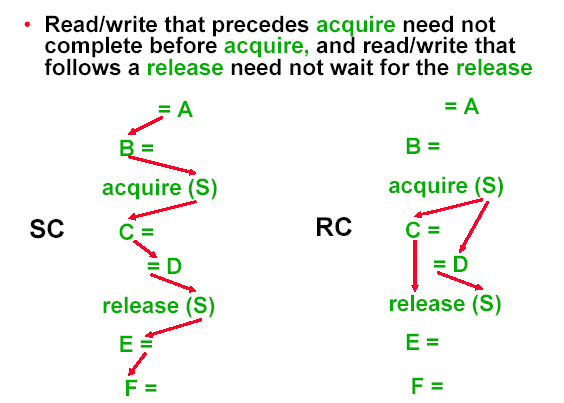 • Read/write that precedes acquire need not
complete before acquire, and read/write that
follows a release need not wait for the release
= A
B =
acquire (S)
SC
C =
= D
release (S)
E =
F =
= A
B =
acquire (S)
RC
C =
= D
release (S)
E =
F =